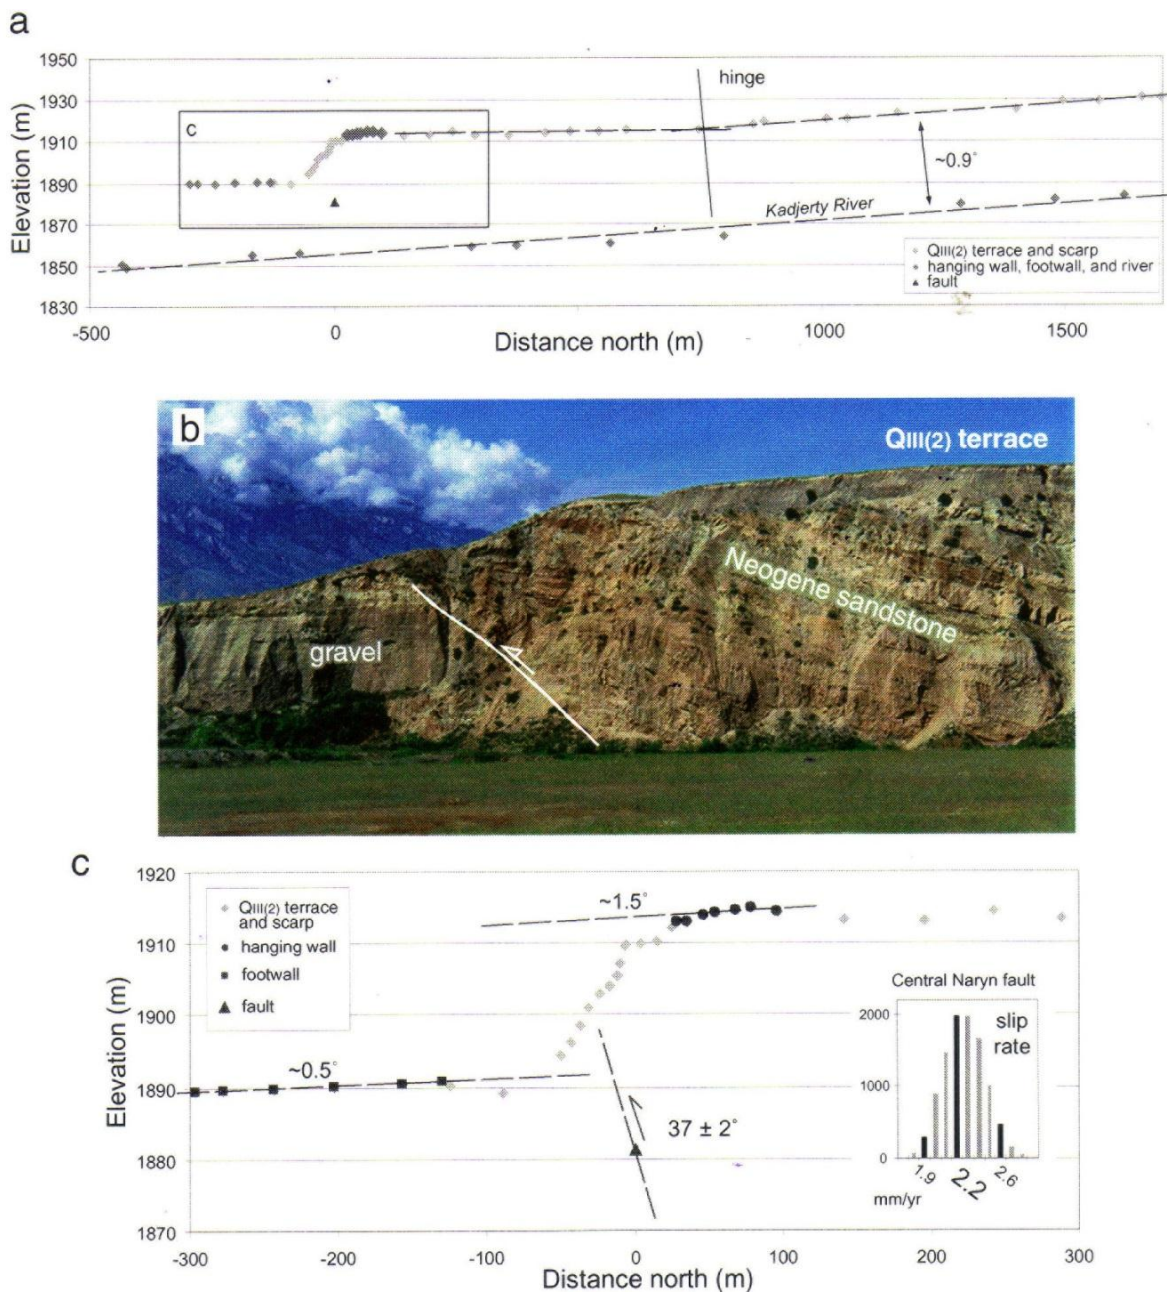 a
1950
1930
1910
1890
1870
1850
1830
Elevation (m)
c
hinge
~0.9°
Kadjerty River
QIII(2) terrace and scarp
hanging wall, footwall, and river
fault
-500
0
1000
1500
Distance north (m)
b
QIII(2) terrace
Neogene sandstone
gravel
c
1920
1910
1900
1890
1880
1870
Elevation (m)
QIII(2) terrace
and scarp
hanging wall
footwall
fault
~1.5°
~0.5°
37 ± 2°
Central Naryn fault
slip
rate
2000
1000
0
1.9
2.2
2.6
mm/yr
-300
-200
-100
0
100
200
300
Distance north (m)